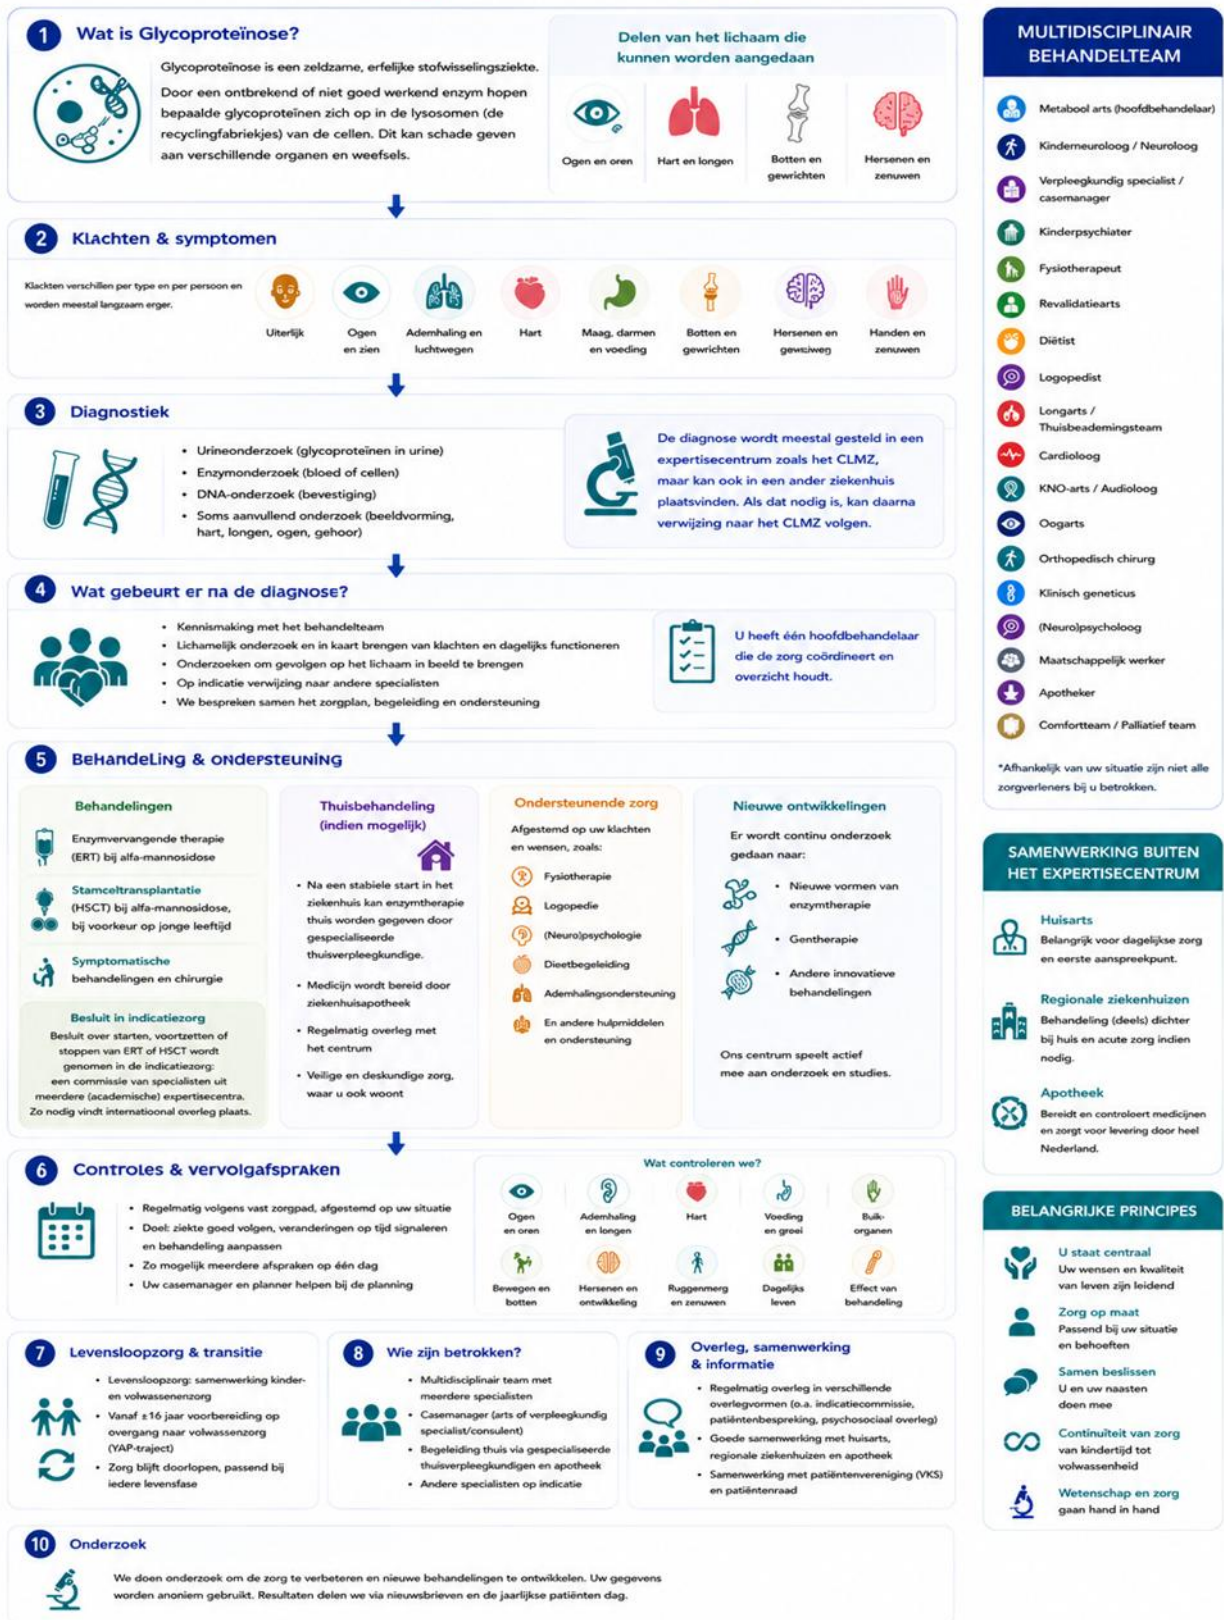 1 Wat is Glycoproteïnose?
Glycoproteïnose is een zeldzame, erfelijke stofwisselingsziekte.
Door een ontbrekend of niet goed werkend enzym hopen
bepaalde glycoproteïnen zich op in de lysosomen (de
recyclingfabriekjes) van de cellen. Dit kan schade geven
aan verschillende organen en weefsels.
Delen van het lichaam die
kunnen worden aangedaan
Ogen en oren
Hart en longen
Botten en
gewrichten
Hersenen en
zenuwen
2 Klachten & symptomen
Klackten verschillen per type en per persoon en
worden meestal langzaam erger.
Uiterlijk
Ogen
en zien
Ademhaling en
luchtwegen
Hart
Maag, darmen
en voeding
Botten en
gewrichten
Hersenen en
Handen en
zenuwen
3 Diagnostiek
• Urineonderzoek (glycoproteïnen in urine)
• Enzymonderzoek (bloed of cellen)
• DNA-onderzoek (bevestiging)
• Soms aanvullend onderzoek (beeldvorming,
hart, longen, ogen, gehoor)
De diagnose wordt meestal gesteld in een
expertisecentrum zoals het CLMZ,
maar kan ook in een ander ziekenhuis
plaatsvinden. Als dat nodig is, kan daarna
verwijzing naar het CLMZ volgen.
4 Wat gebeurt er na de diagnose?
• Kennismaking met het behandelteam
• Lichamelijk onderzoek en in kaart brengen van klachten en dagelijks functioneren
• Onderzoeken om gevolgen op het lichaam in beeld te brengen
• Op indicatie verwijzing naar andere specialisten
• We bespreken samen het zorgplan, begeleiding en ondersteuning
U heeft één hoofdbehandelaar
die de zorg coördineert en
overzicht houdt.
5 Behandeling & ondersteuning
Behandelingen
Enzymvervangende therapie
(ERT) bij alfa-mannosidose
Stamceltransplantatie
(HSCT) bij alfa-mannosidose,
bij voorkeur op jonge leeftijd
Symptomatische
behandelingen en chirurgie
Besluit in indicatiezorg
Besluit over starten, voortzetten of
stoppen van ERT of HSCT wordt
genomen in de indicatiezorg:
een commissie van specialisten uit
meerdere (academische) expertisecentra.
Zo nodig vindt internatioonal overleg plaats.
Thuisbehandeling
(indien mogelijk)
• Na een stabiele start in het
ziekenhuis kan enzymtherapie
thuis worden gegeven door
gespecialiseerde
thuisverpleegkundige.
• Medicijn wordt bereid door
ziekenhuisapotheek
• Regelmatig overleg met
het centrum
• Veilige en deskundige zorg,
waar u ook woont
Ondersteunende zorg
Afgestemd op uw klachten
en wensen, zoals:
Fysiotherapie
Logopedie
(Neuro)psychologie
Dieetbegeleiding
Ademhalingsondersteuning
En andere hulpmiddelen
en ondersteuning
Nieuwe ontwikkelingen
Er wordt continu onderzoek
gedaan naar:
• Nieuwe vormen van
enzymtherapie
• Gentherapie
• Andere innovatieve
behandelingen
Ons centrum speelt actief
mee aan onderzoek en studies.
6 Controles & vervolgafspraken
• Regelmatig volgens vast zorgpad, afgestemd op uw situatie
• Doel: ziekte goed volgen, veranderingen op tijd signaleren
en behandeling aanpassen
• Zo mogelijk meerdere afspraken op één dag
• Uw casemanager en planner helpen bij de planning
Wat controleren we?
Ogen
en oren
Ademhaling
en longen
Hart
Voeding
en groei
Buik-
organen
Bewegen en
botten
Hersenen en
ontwikkeling
Ruggenmerg
en zenuwen
Dagelijks
leven
Effect van
behandeling
7 Levensloopzorg & transitie
• Levensloopzorg: samenwerking kinder-
en volwassenenzorg
• Vanaf ±16 jaar voorbereiding op
overgang naar volwassenzorg
(YAP-traject)
• Zorg blijft doorlopen, passend bij
iedere levensfase
8 Wie zijn betrokken?
• Multidisciplinair team met
meerdere specialisten
• Casemanager (arts of verpleegkundig
specialist/consulent)
• Begeleiding thuis via gespecialiseerde
thuisverpleegkundigen en apotheek
• Andere specialisten op indicatie
9 Overleg, samenwerking
& informatie
• Regelmatig overleg in verschillende
overlegvormen (o.a. indicatiecommissie,
patiëntenbespreking, psychosociaal overleg)
• Goede samenwerking met huisarts,
regionale ziekenhuizen en apotheek
• Samenwerking met patiëntenvereniging (VKS)
en patiëntenraad
10 Onderzoek
We doen onderzoek om de zorg te verbeteren en nieuwe behandelingen te ontwikkelen. Uw gegevens
worden anoniem gebruikt. Resultaten delen we via nieuwsbrieven en de jaarlijkse patiënten dag.
MULTIDISCIPLINAIR
BEHANDELTEAM
Metabool arts (hoofdbehandelaar)
Kinderneuroloog / Neuroloog
Verpleegkundig specialist /
casemanager
Kinderpsychiater
Fysiotherapeut
Revalidatiearts
Diëtist
Logopedist
Longarts /
Thuisbeademingsteam
Cardioloog
KNO-arts / Audioloog
Oogarts
Orthopedisch chirurg
Klinisch geneticus
(Neuro)psycholoog
Maatschappelijk werker
Apotheker
Comfortteam / Palliatief team
*Afhankelijk van uw situatie zijn niet alle
zorgverleners bij u betrokken.
SAMENWERKING BUITEN
HET EXPERTISECENTRUM
Huisarts
Belangrijk voor dagelijkse zorg
en eerste aanspreekpunt.
Regionale ziekenhuizen
Behandeling (deels) dichter
bij huis en acute zorg indien
nodig.
Apotheek
Bereidt en controloert medicijnen
en zorgt voor levering door heel
Nederland.
BELANGRIJKE PRINCIPES
U staat centraal
Uw wensen en kwaliteit
van leven zijn leidend
Zorg op maat
Passend bij uw situatie
en behoeften
Samen beslissen
U en uw naasten
doen mee
Continuïteit van zorg
van kindertijd tot
volwassenheid
Wetenschap en zorg
gaan hand in hand